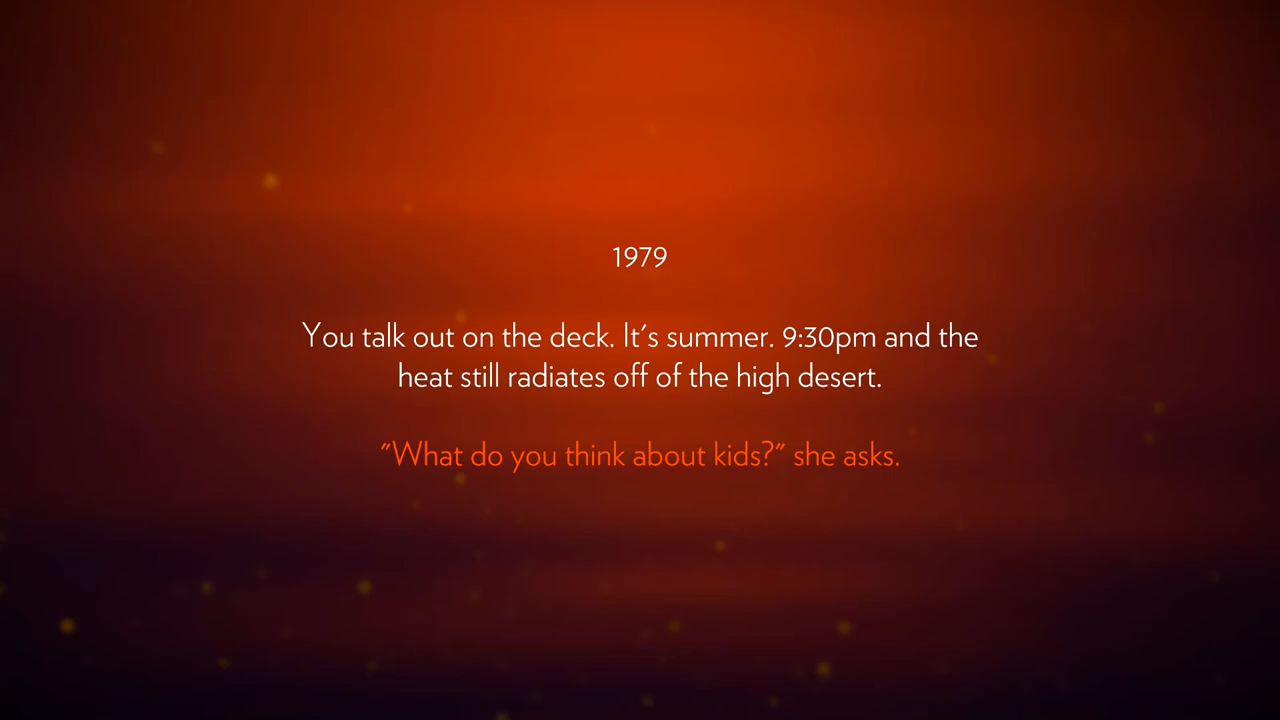 1979
You talk out on the deck. It's summer. 9:30pm and the
heat still radiates off of the high desert.
"What do you think about kids?" she asks.